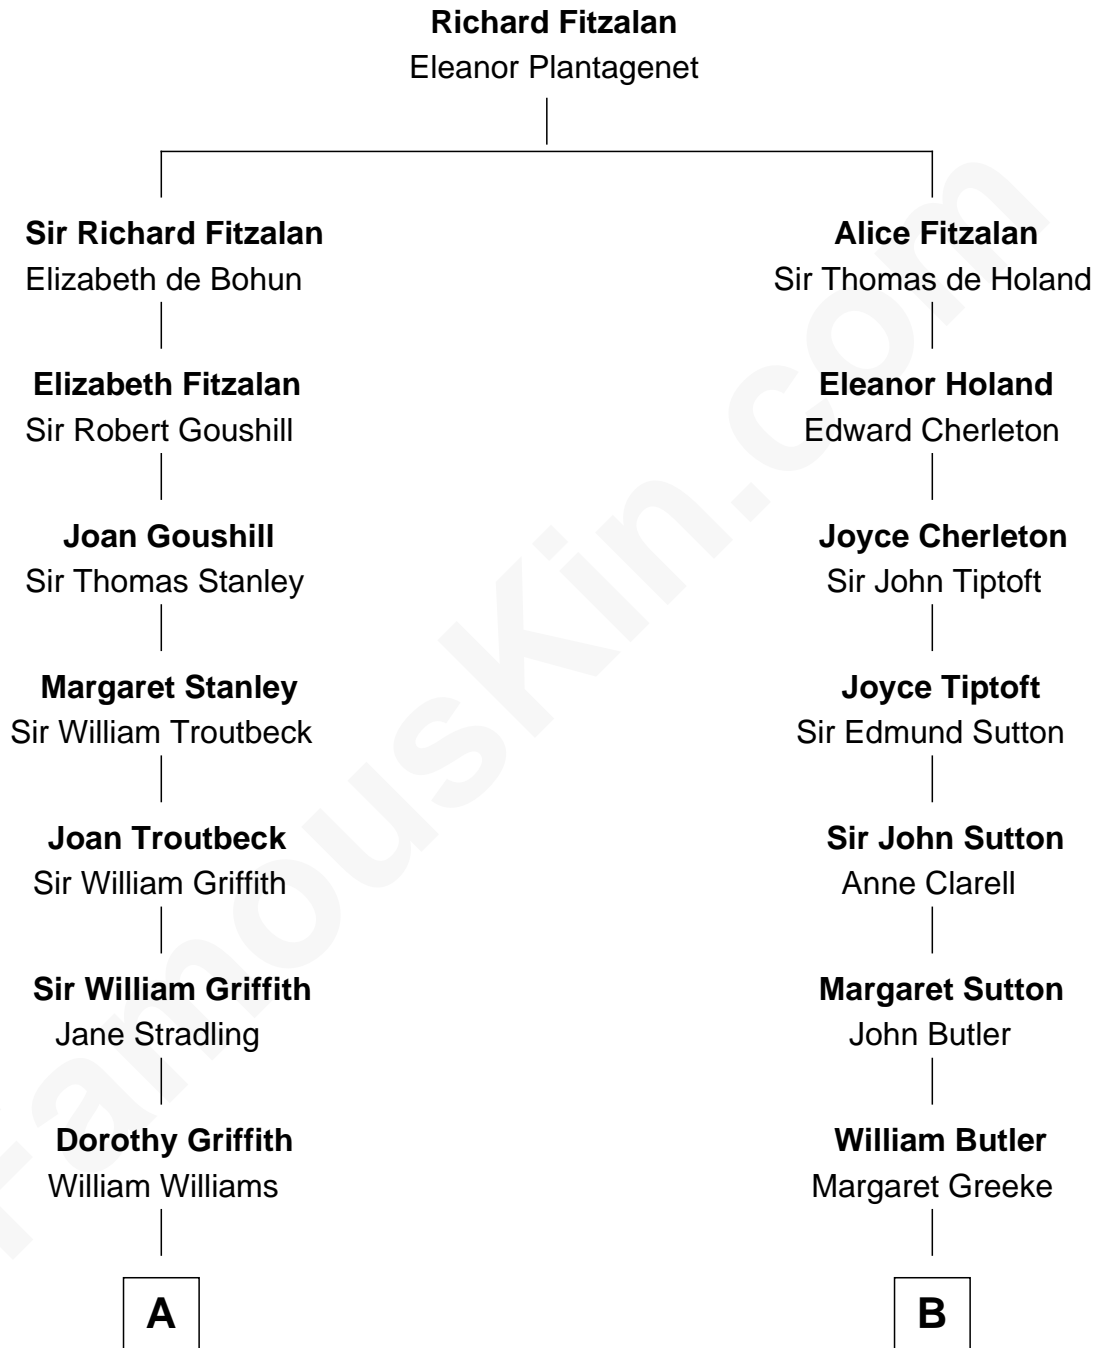 Richard Fitzalan
Eleanor Plantagenet
Sir Richard Fitzalan
Elizabeth de Bohun
Elizabeth Fitzalan
Sir Robert Goushill
Joan Goushill
Sir Thomas Stanley
Margaret Stanley
Sir William Troutbeck
Joan Troutbeck
Sir William Griffith
Sir William Griffith
Jane Stradling
Dorothy Griffith
William Williams
A
Alice Fitzalan
Sir Thomas de Holand
Eleanor Holand
Edward Cherleton
Joyce Cherleton
Sir John Tiptoft
Joyce Tiptoft
Sir Edmund Sutton
Sir John Sutton
Anne Clarell
Margaret Sutton
John Butler
William Butler
Margaret Greeke
B
FamousKin.com